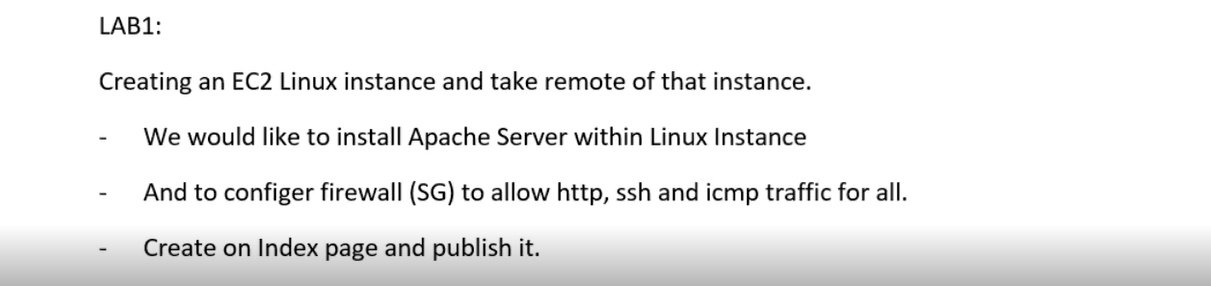 LAB1:
Creating an EC2 Linux instance and take remote of that instance.
- We would like to install Apache Server within Linux Instance
- And to configer firewall (SG) to allow http, ssh and icmp traffic for all.
- Create on Index page and publish it.